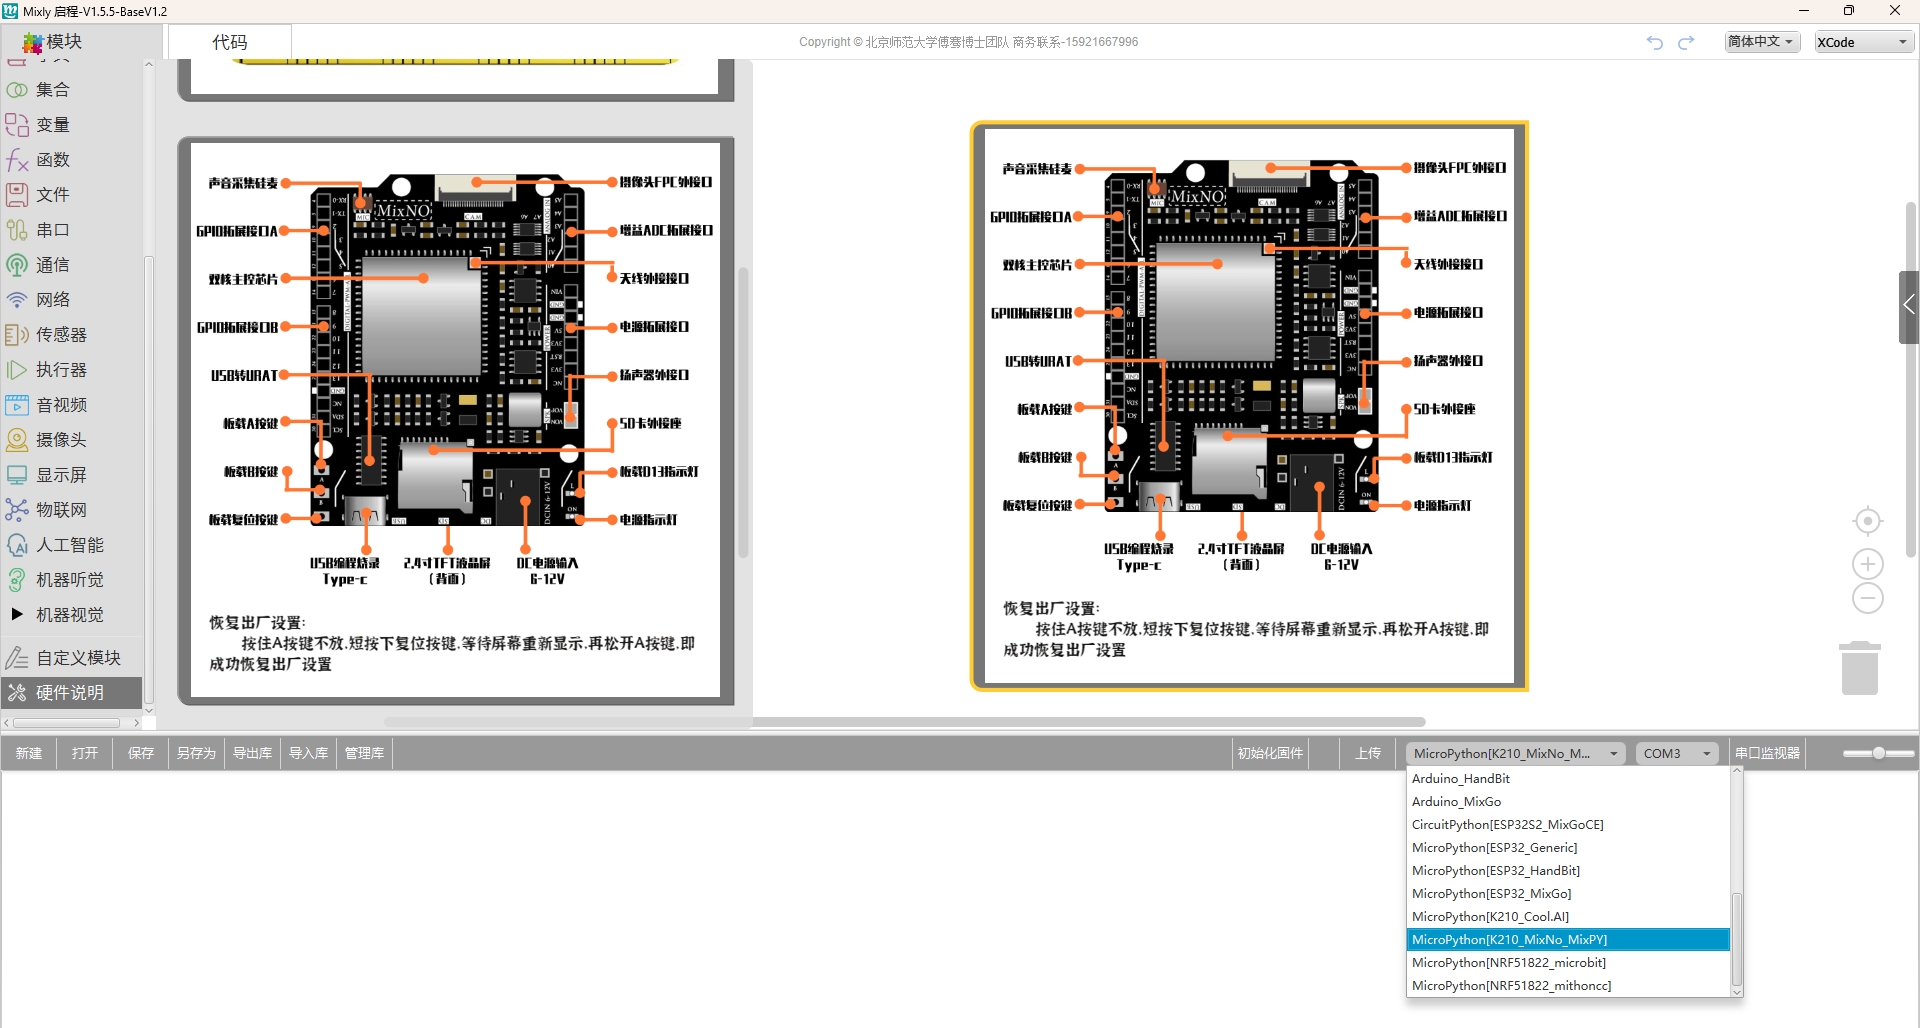 Mixly 启程-V1.5.5-BaseV1.2
模块
代码
Copyright © 北京师范大学傅骞博士团队 商务联系-15921667996
简体中文
XCode
集合
变量
函数
文件
串口
通信
网络
传感器
执行器
音视频
摄像头
显示屏
物联网
人工智能
机器听觉
机器视觉
自定义模块
硬件说明
声音采集硅麦
摄像头FPC外接口
GPIO拓展接口A
增益ADC拓展接口
双核主控芯片
天线外接接口
GPIO拓展接口B
电源拓展接口
USB转URAT
扬声器外接口
板载A按键
SD卡外接座
板载B按键
板载D13指示灯
板载复位按键
电源指示灯
MixNO
MIC
CAM
USB编程烧录
Type-c
2.4寸TFT液晶屏
(背面)
DC电源输入
6-12V
恢复出厂设置:
按住A按键不放,短按下复位按键,等待屏幕重新显示,再松开A按键,即
成功恢复出厂设置
声音采集硅麦
摄像头FPC外接口
GPIO拓展接口A
增益ADC拓展接口
双核主控芯片
天线外接接口
GPIO拓展接口B
电源拓展接口
USB转URAT
扬声器外接口
板载A按键
SD卡外接座
板载B按键
板载D13指示灯
板载复位按键
电源指示灯
MixNO
MIC
CAM
USB编程烧录
Type-c
2.4寸TFT液晶屏
(背面)
DC电源输入
6-12V
恢复出厂设置:
按住A按键不放,短按下复位按键,等待屏幕重新显示,再松开A按键,即
成功恢复出厂设置
新建 打开 保存 另存为 导出库 导入库 管理库 初始化固件 上传 MicroPython[K210_MixNo_M... COM3 串口监视器
Arduino_HandBit
Arduino_MixGo
CircuitPython[ESP32S2_MixGoCE]
MicroPython[ESP32_Generic]
MicroPython[ESP32_HandBit]
MicroPython[ESP32_MixGo]
MicroPython[K210_Cool.AI]
MicroPython[K210_MixNo_MixPY]
MicroPython[NRF51822_microbit]
MicroPython[NRF51822_mithoncc]